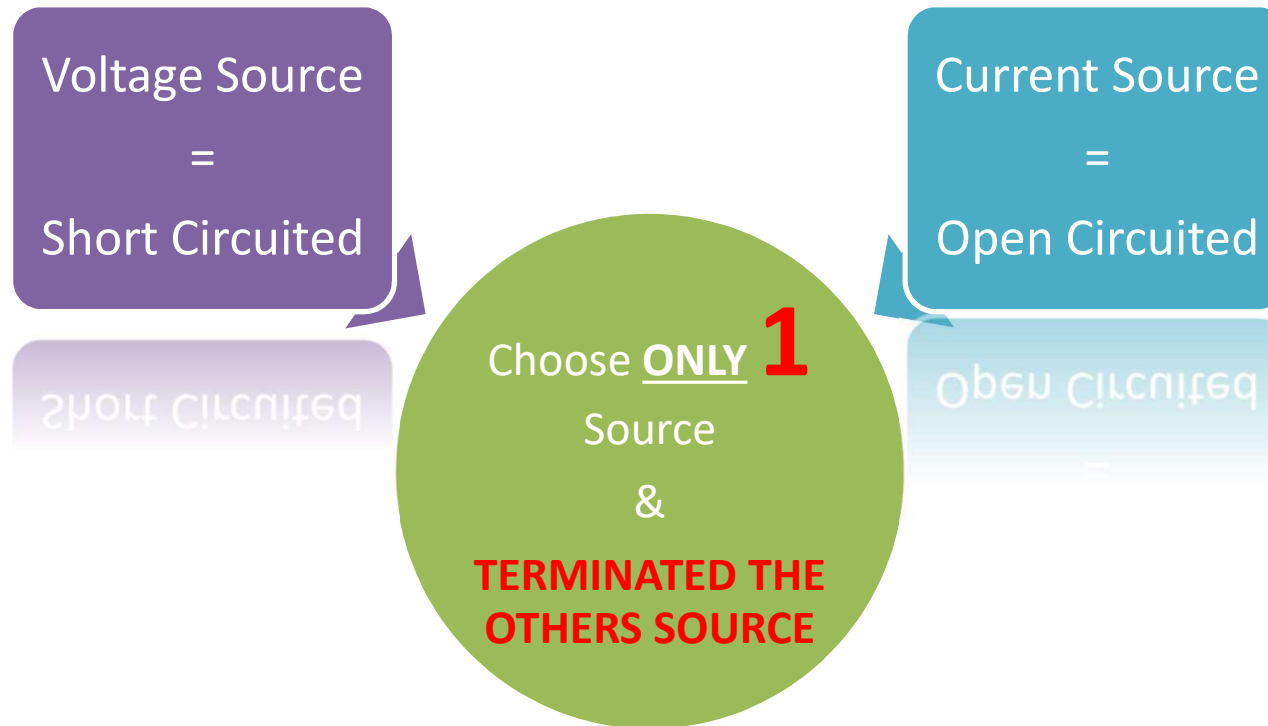 Voltage Source
=
Short Circuited
Current Source
=
Open Circuited
Choose ONLY 1
Source
&
TERMINATED THE
OTHERS SOURCE